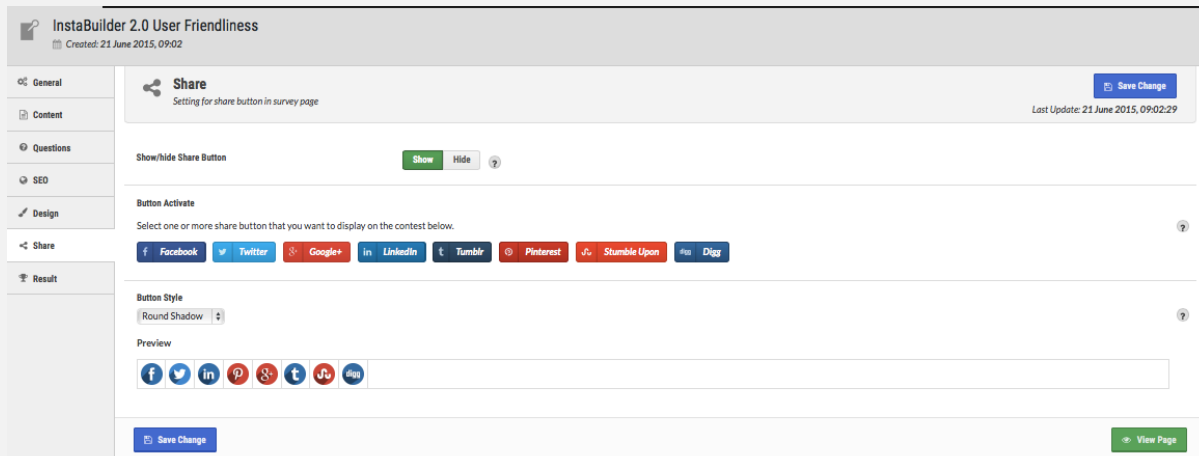 InstaBuilder 2.0 User Friendliness
Created: 21 June 2015, 09:02
General
Content
Questions
SEO
Design
Share
Result
Share
Setting for share button in survey page
Save Change
Last Update: 21 June 2015, 09:02:29
Show/hide Share Button
Show Hide ?
Button Activate
Select one or more share button that you want to display on the contest below.
?
f Facebook Twitter g+ Google+ in LinkedIn t Tumblr Pinterest Stumble Upon digg Digg
Button Style
Round Shadow
?
Preview
f in g+ t digg
Save Change
View Page